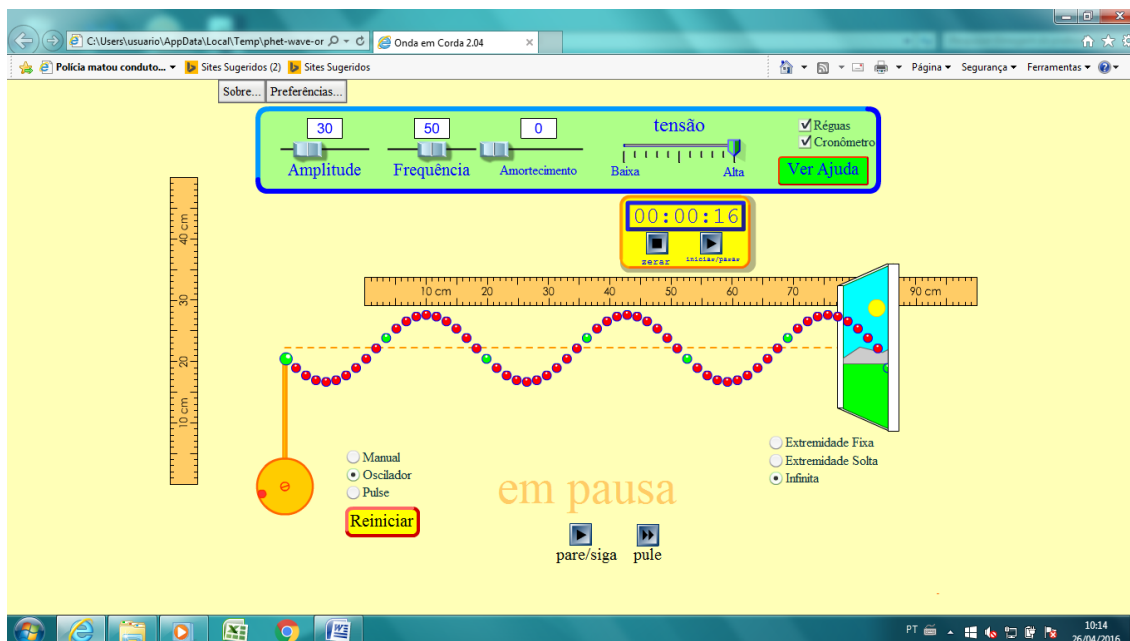 C:\Users\usuario\AppData\Local\Temp\phet-wave-or
Onda em Corda 2.04
Polícia matou conduto...
Sites Sugeridos (2)
Sites Sugeridos
Página
Segurança
Ferramentas
Sobre...
Preferências...
30
50
0
tensão
Réguas
Cronômetro
Amplitude
Frequência
Amortecimento
Baixa
Alta
Ver Ajuda
00:00:16
zerar
iniciar/pausar
10 cm
20
30
40 cm
10 cm
20
30
40
50
60
70
90 cm
Manual
Oscilador
Pulse
Reiniciar
Extremidade Fixa
Extremidade Solta
Infinita
em pausa
pare/siga
pule
PT
10:14
26/04/2016